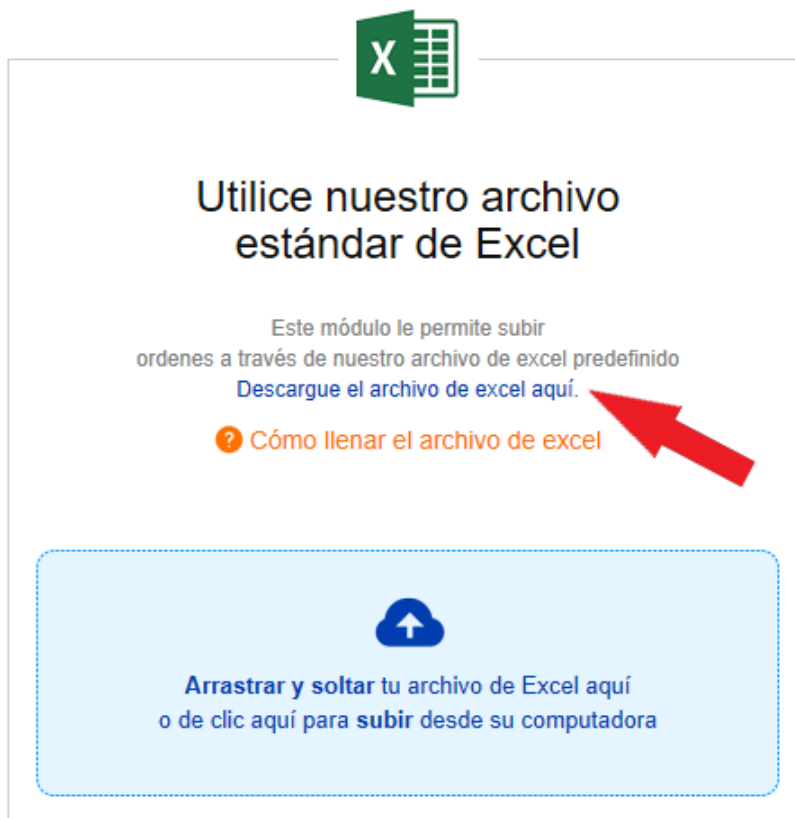 X
Utilice nuestro archivo
estándar de Excel
Este módulo le permite subir
ordenes a través de nuestro archivo de excel predefinido
Descargue el archivo de excel aquí.
? Cómo llenar el archivo de excel
Arrastrar y soltar tu archivo de Excel aquí
o de clic aquí para subir desde su computadora